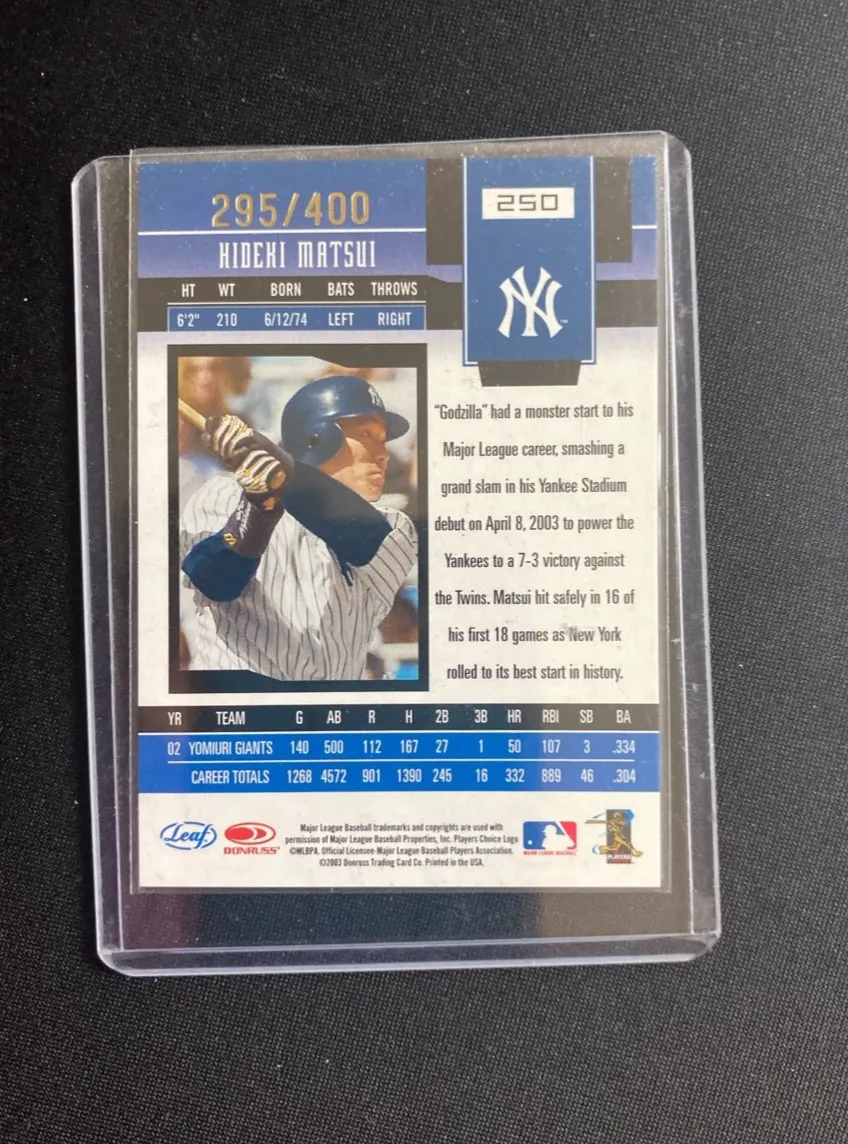 295/400
250
HIDEKI MATSUI
HT WT BORN BATS THROWS
6'2" 210 6/12/74 LEFT RIGHT
NY
TM
"Godzilla" had a monster start to his
Major League career, smashing a
grand slam in his Yankee Stadium
debut on April 8, 2003 to power the
Yankees to a 7-3 victory against
the Twins. Matsui hit safely in 16 of
his first 18 games as New York
rolled to its best start in history.
YR TEAM G AB R H 2B 3B HR RBI SB BA
02 YOMIURI GIANTS 140 500 112 167 27 1 50 107 3 .334
CAREER TOTALS 1268 4572 901 1390 245 16 332 889 46 .304
Leaf
DONRUSS
Major League Baseball trademarks and copyrights are used with
permission of Major League Baseball Properties, Inc. Players Choice Logo
©MLBPA. Official Licensee-Major League Baseball Players Association.
©2003 Donruss Trading Card Co. Printed in the USA.
MAJOR LEAGUE BASEBALL
PLAYERS